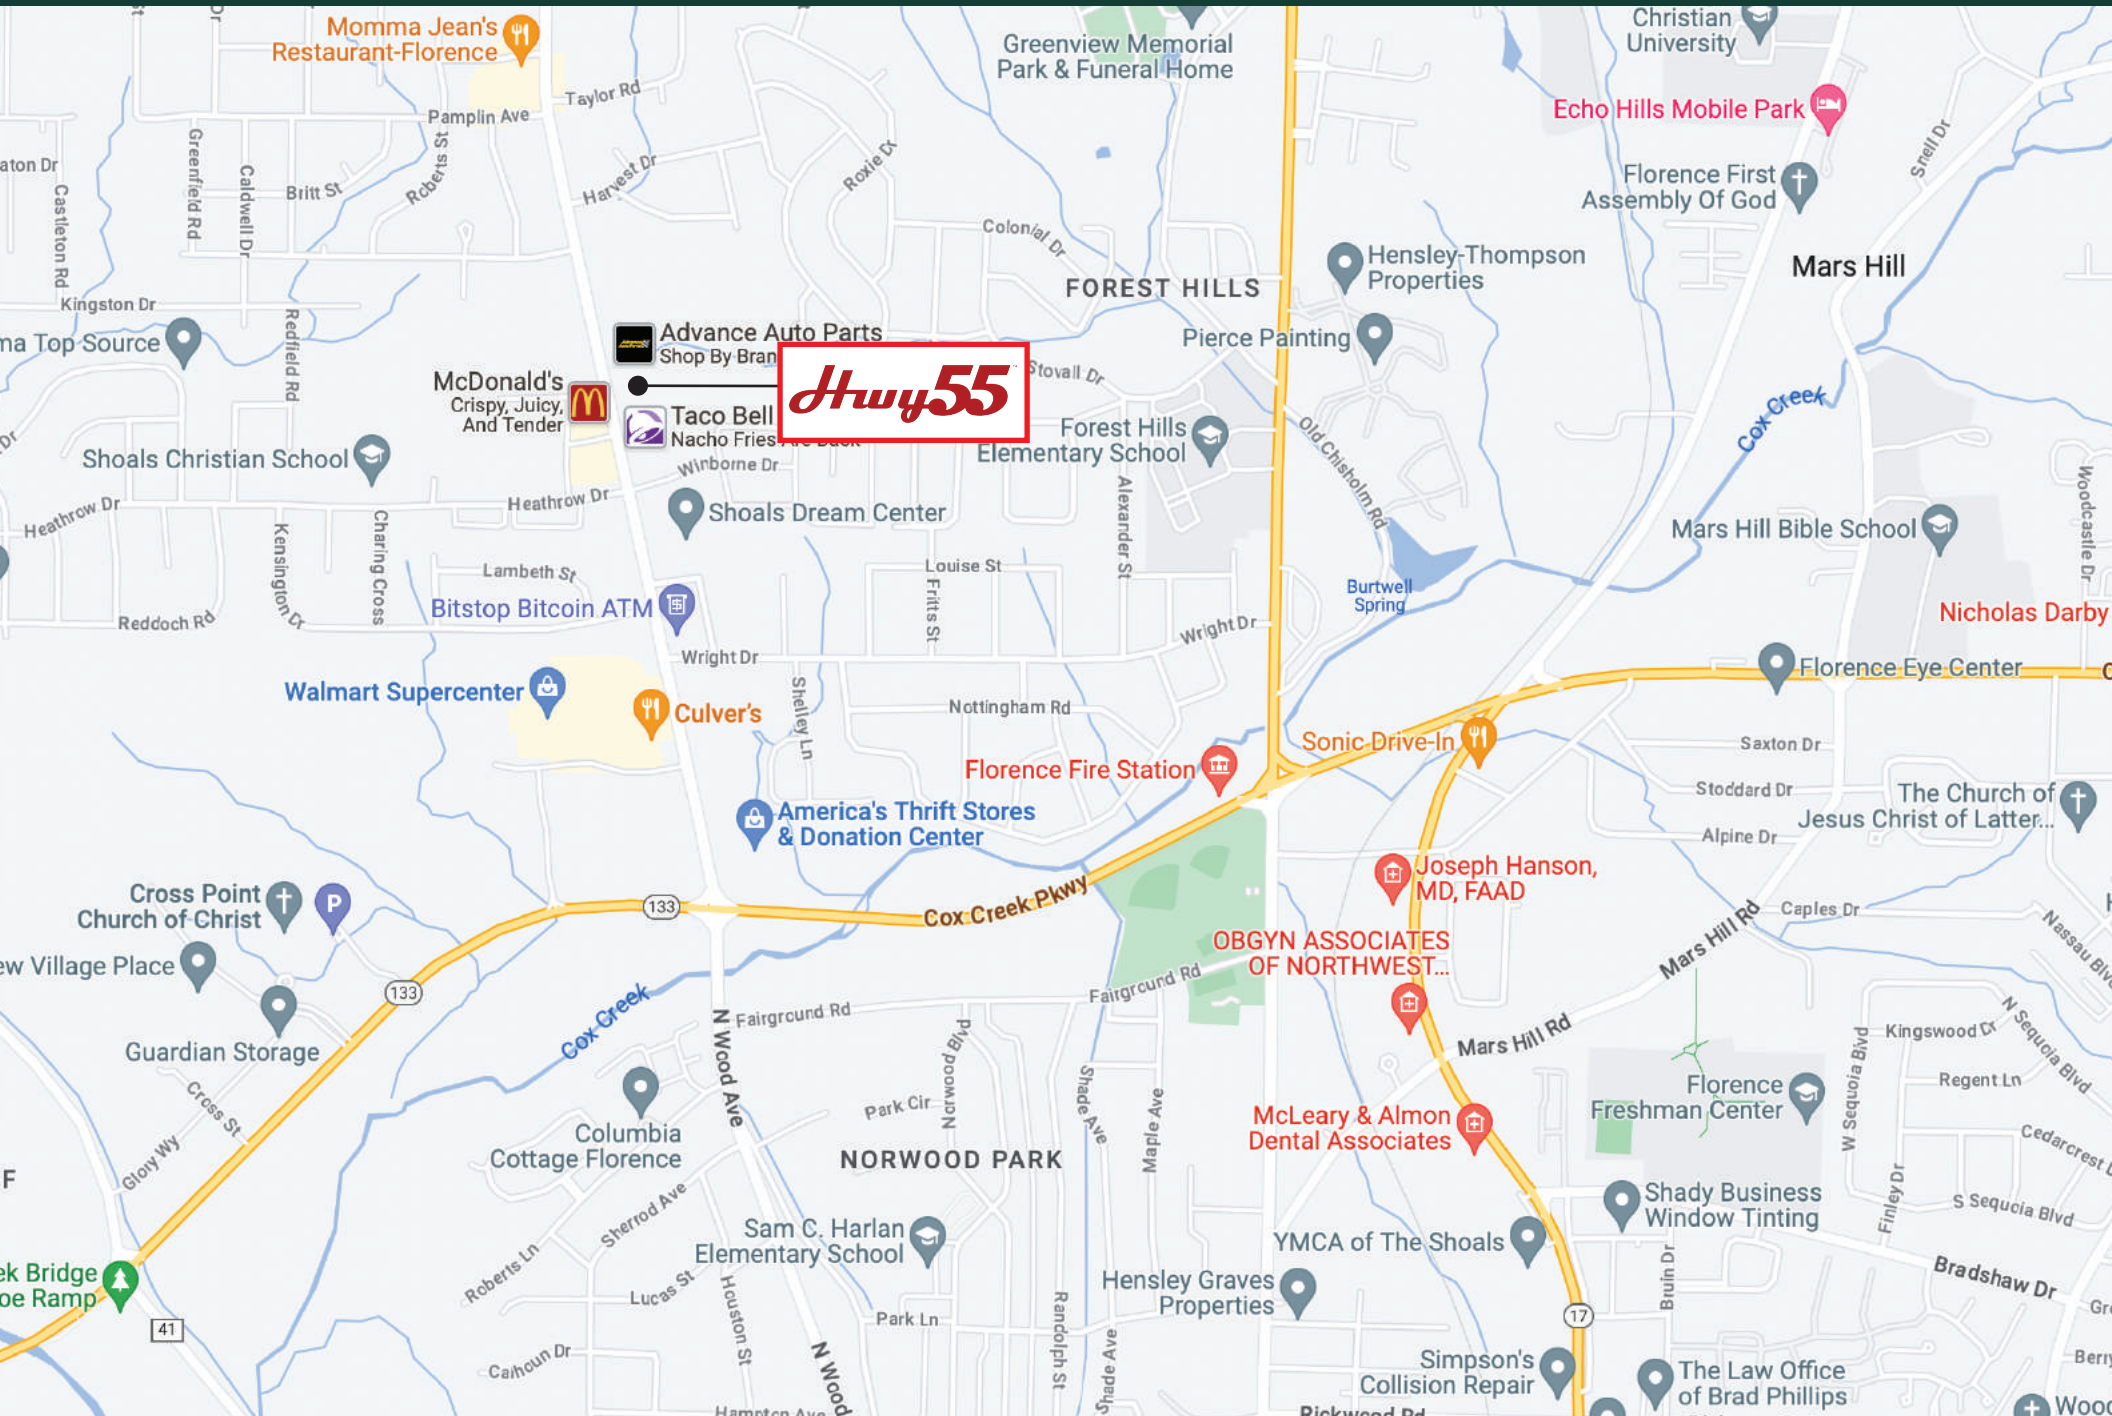 Momma Jean's
Restaurant-Florence
Greenview Memorial
Park & Funeral Home
Christian
University
Dr
Taylor Rd
Pamplin Ave
Echo Hills Mobile Park
Snell Dr
Greenfield Rd
Caldwell Dr
Castleton Rd
Britt St
Roberts St
Harvest Dr
Roxie Ct
Florence First
Assembly Of God
Colonial Dr
Hensley-Thompson
Properties
Mars Hill
FOREST HILLS
Kingston Dr
Redfield Rd
Top Source
Advance Auto Parts
Shop By
Pierce Painting
McDonald's
Crispy, Juicy,
And Tender
Hwy55
Stovall Dr
Taco Bell
Nacho Fries Are Back
Cox Creek
Forest Hills
Elementary School
Old Chisholm Rd
Shoals Christian School
Winborne Dr
Alexander St
Woodcastle Dr
Heathrow Dr
Heathrow Dr
Shoals Dream Center
Mars Hill Bible School
Kensington Dr
Charing Cross
Lambeth St
Louise St
Fritts St
Burtwell
Spring
Bitstop Bitcoin ATM
Reddoch Rd
Wright Dr
Nicholas Darby
Wright Dr
Florence Eye Center
Walmart Supercenter
Culver's
Shelley Ln
Nottingham Rd
Sonic Drive-In
Saxton Dr
Florence Fire Station
Stoddard Dr
The Church of
Jesus Christ of Latter...
America's Thrift Stores
& Donation Center
Alpine Dr
Joseph Hanson,
MD, FAAD
Cross Point
Church of Christ
P
133
Cox Creek Pkwy
Caples Dr
Mars Hill Rd
Nassau Blvd
OBGYN ASSOCIATES
OF NORTHWEST...
Village Place
133
Fairground Rd
Cox Creek
Fairground Rd
N Wood Ave
Guardian Storage
Norwood Blvd
Mars Hill Rd
Kingswood Ct
N Sequoia Blvd
W Sequoia Blvd
Regent Ln
Cross St
Shade Ave
Maple Ave
Park Cir
Florence
Freshman Center
McLeary & Almon
Dental Associates
Columbia
Cottage Florence
Cedarcrest
Glory Wy
NORWOOD PARK
F
Sherrod Ave
Finley Dr
Shady Business
Window Tinting
S Sequoia Blvd
Sam C. Harlan
Elementary School
YMCA of The Shoals
Roberts Ln
Bridge
Ramp
Lucas St
Houston St
Hensley Graves
Properties
Bruin Dr
Bradshaw Dr
Park Ln
Randolph St
17
41
Calhoun Dr
N Wood
Shade Ave
Simpson's
Collision Repair
The Law Office
of Brad Phillips
Hampton Ave
Rickwood Rd